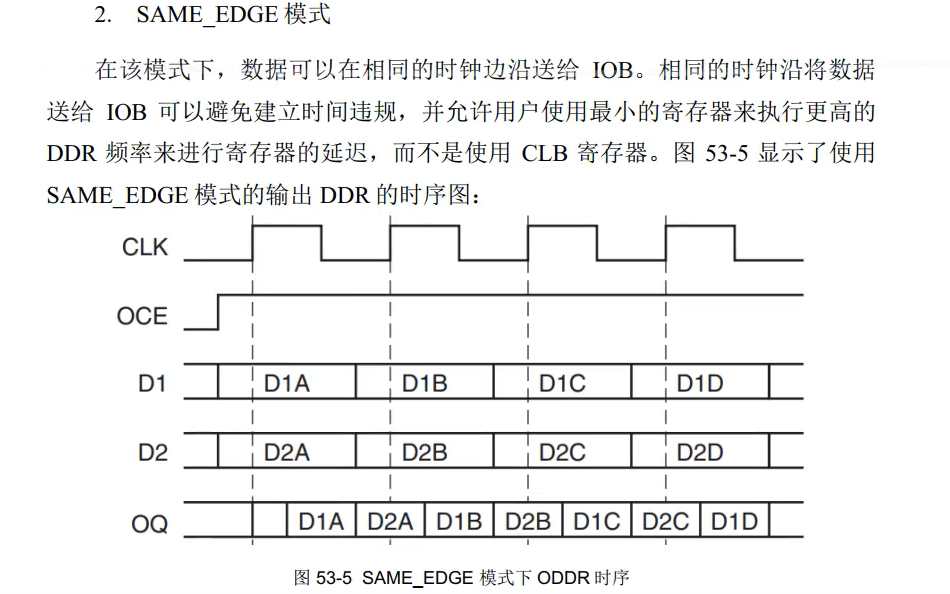 2. SAME_EDGE 模式
在该模式下，数据可以在相同的时钟边沿送给 IOB。相同的时钟沿将数据
送给 IOB 可以避免建立时间违规，并允许用户使用最小的寄存器来执行更高的
DDR 频率来进行寄存器的延迟，而不是使用 CLB 寄存器。图 53-5 显示了使用
SAME_EDGE 模式的输出 DDR 的时序图：
CLK
OCE
D1 D1A D1B D1C D1D
D2 D2A D2B D2C D2D
OQ D1A D2A D1B D2B D1C D2C D1D
图 53-5 SAME_EDGE 模式下 ODDR 时序